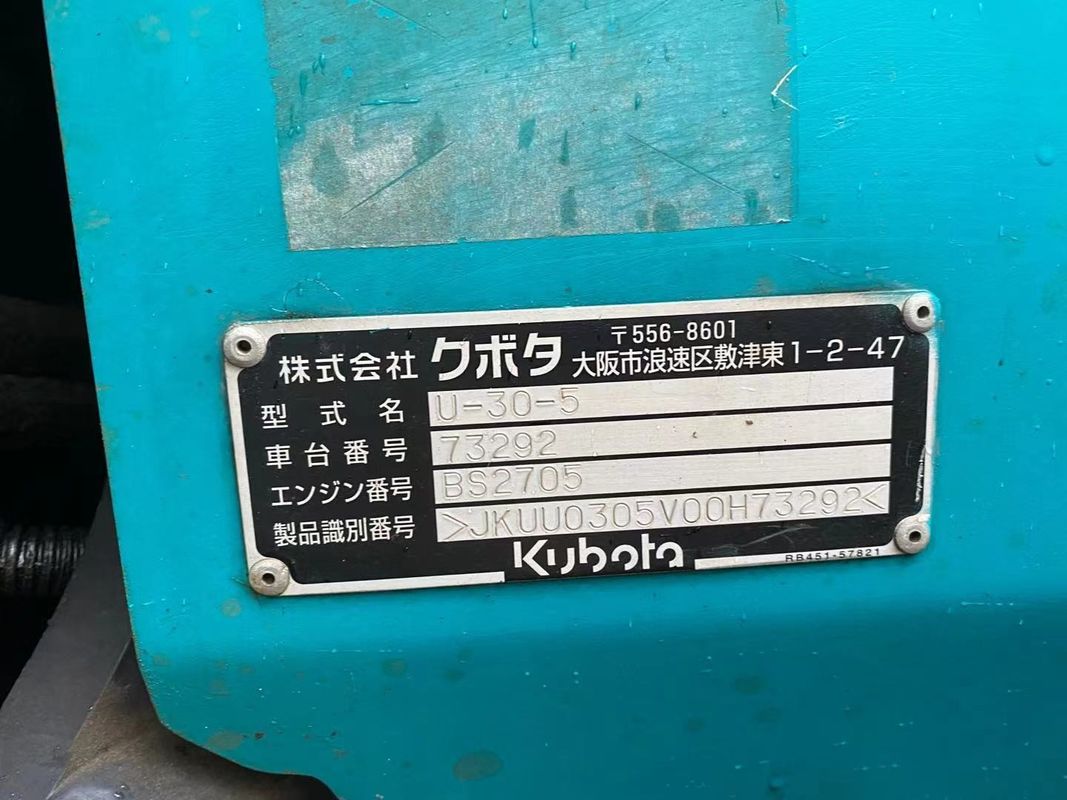 株式会社 クボタ 〒556-8601
大阪市浪速区敷津東1-2-47
型式名 U-30-5
車台番号 73292
エンジン番号 BS2705
製品識別番号 >JKUU0305V00H73292<
Kubota
RB451-57821